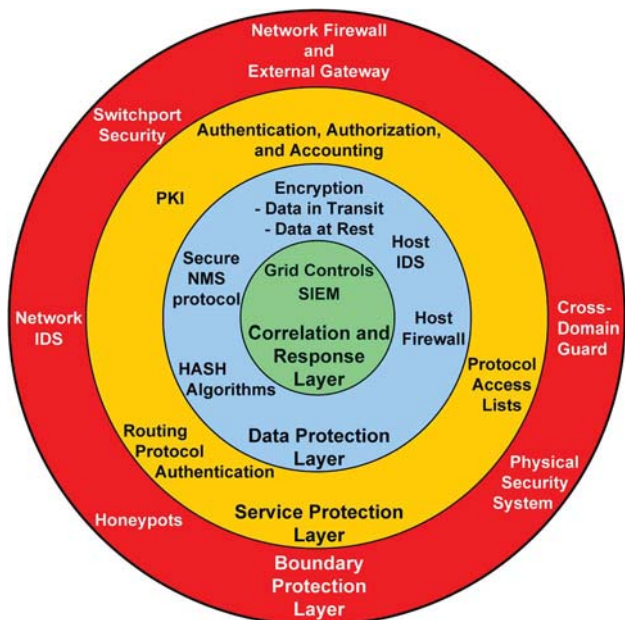 Network Firewall
and
External Gateway
Switchport
Security
Authentication, Authorization,
and Accounting
PKI
Encryption
- Data in Transit
- Data at Rest
Host
IDS
Secure
NMS
protocol
Grid Controls
SIEM
Network
IDS
Cross-
Domain
Guard
Host
Firewall
Correlation and
Response
Layer
HASH
Algorithms
Protocol
Access
Lists
Routing
Protocol
Authentication
Data Protection
Layer
Physical
Security
System
Honeypots
Service Protection
Layer
Boundary
Protection
Layer